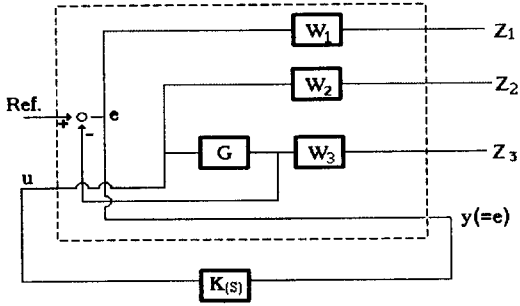 W1
Z1
W2
Z2
Ref.
+
e
-
G
W3
Z3
u
y(=e)
K(S)